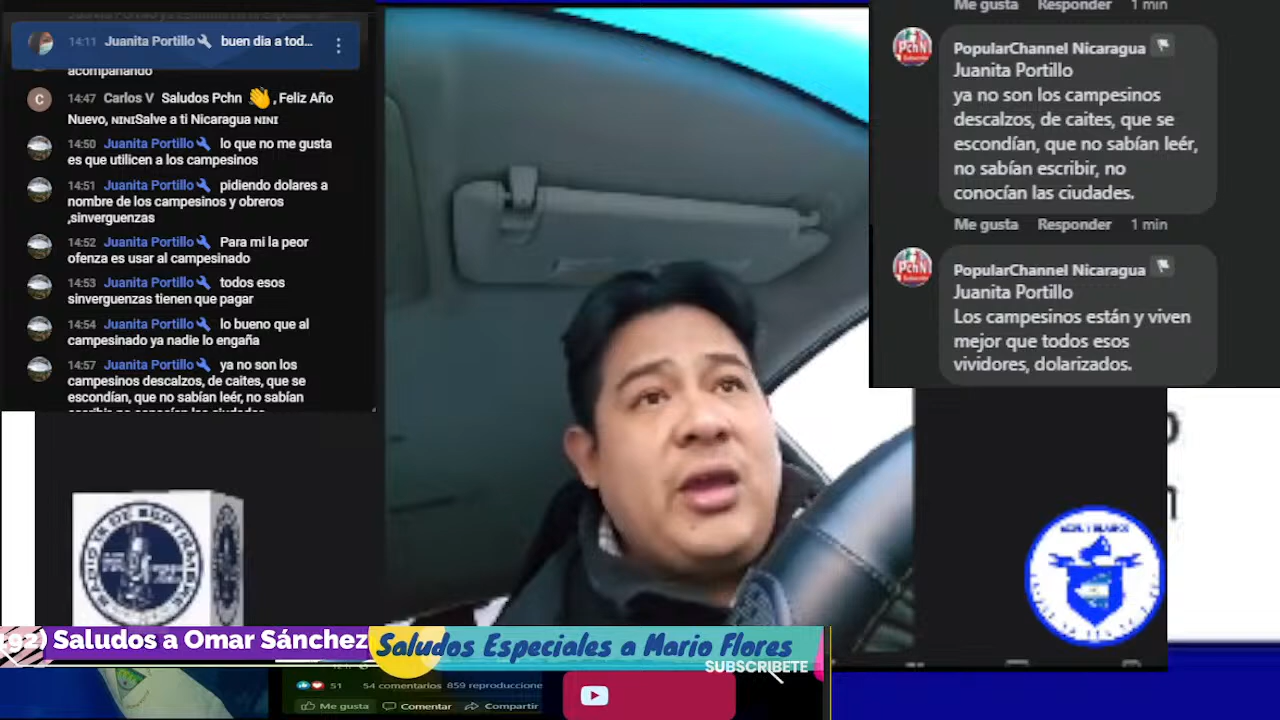 14:11 Juanita Portillo buen dia a tod...
acompañando
14:47 Carlos V Saludos Pchn 👋, Feliz Año
Nuevo, ɴɪɴɪSalve a ti Nicaragua ɴɪɴɪ
14:50 Juanita Portillo lo que no me gusta
es que utilicen a los campesinos
14:51 Juanita Portillo pidiendo dolares a
nombre de los campesinos y obreros
,sinverguenzas
14:52 Juanita Portillo Para mi la peor
ofenza es usar al campesinado
14:53 Juanita Portillo todos esos
sinverguenzas tienen que pagar
14:54 Juanita Portillo lo bueno que al
campesinado ya nadie lo engaña
14:57 Juanita Portillo ya no son los
campesinos descalzos, de caites, que se
escondían, que no sabían leér, no sabían
Me gusta Responder 1 min
PopularChannel Nicaragua
Juanita Portillo
ya no son los campesinos
descalzos, de caites, que se
escondían, que no sabían leér,
no sabían escribir, no
conocían las ciudades.
Me gusta Responder 1 min
PopularChannel Nicaragua
Juanita Portillo
Los campesinos están y viven
mejor que todos esos
vividores, dolarizados.
PchN
PchN
C
92) Saludos a Omar Sánchez
Saludos Especiales a Mario Flores
SUBSCRIBETE
51 54 comentarios 859 reproduccione
Me gusta Comentar Compartir